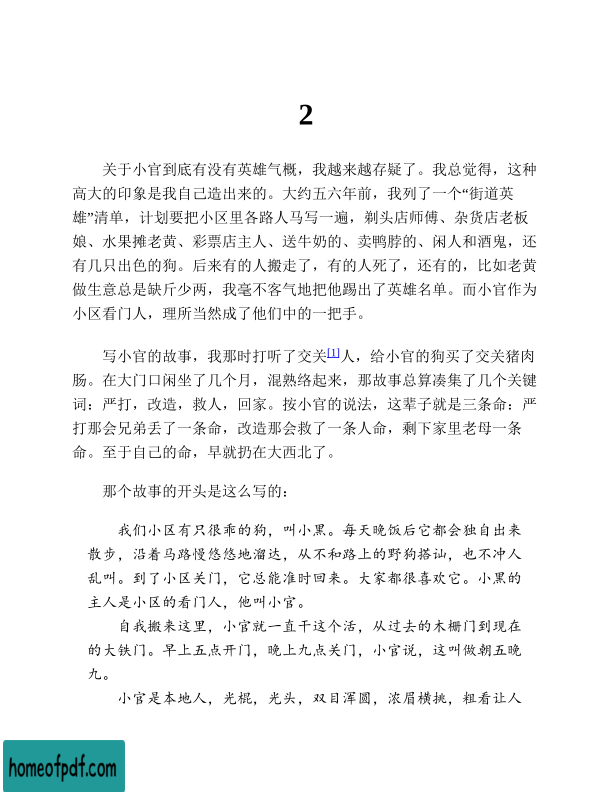 2
关于小官到底有没有英雄气概，我越来越存疑了。我总觉得，这种
高大的印象是我自己造出来的。大约五六年前，我列了一个“街道英
雄”清单，计划要把小区里各路人马写一遍，剃头店师傅、杂货店老板
娘、水果摊老黄、彩票店主人、送牛奶的、卖鸭脖的、闲人和酒鬼，还
有几只出色的狗。后来有的人搬走了，有的人死了，还有的，比如老黄
做生意总是缺斤少两，我毫不客气地把他踢出了英雄名单。而小官作为
小区看门人，理所当然成了他们中的一把手。
写小官的故事，我那时打听了交关[1]人，给小官的狗买了交关猪肉
肠。在大门口闲坐了几个月，混熟络起来，那故事总算凑集了几个关键
词：严打，改造，救人，回家。按小官的说法，这辈子就是三条命：严
打那会兄弟丢了一条命，改造那会救了一条人命，剩下家里老母一条
命。至于自己的命，早就扔在大西北了。
那个故事的开头是这么写的：
我们小区有只很乖的狗，叫小黑。每天晚饭后它都会独自出来
散步，沿着马路慢悠悠地溜达，从不和路上的野狗搭讪，也不冲人
乱叫。到了小区关门，它总能准时回来。大家都很喜欢它。小黑的
主人是小区的看门人，他叫小官。
自我搬来这里，小官就一直干这个活，从过去的木栅门到现在
的大铁门。早上五点开门，晚上九点关门，小官说，这叫做朝五晚
九。
小官是本地人，光棍，光头，双目浑圆，浓眉横挑，粗看让人
homeofpdf.com